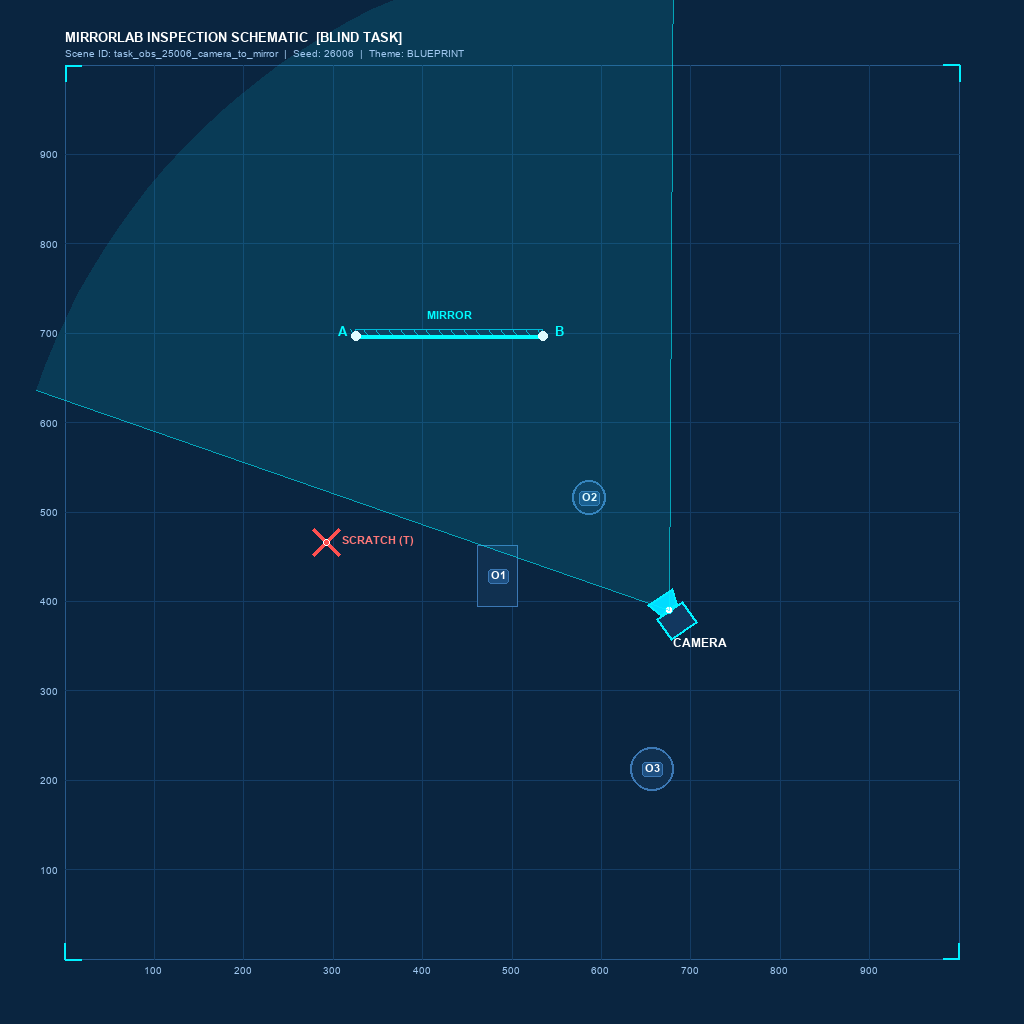 MIRRORLAB INSPECTION SCHEMATIC [BLIND TASK]
Scene ID: task_obs_25006_camera_to_mirror | Seed: 26006 | Theme: BLUEPRINT
900
800
MIRROR
A
B
700
600
O2
500
SCRATCH (T)
O1
400
CAMERA
300
O3
200
100
100 200 300 400 500 600 700 800 900